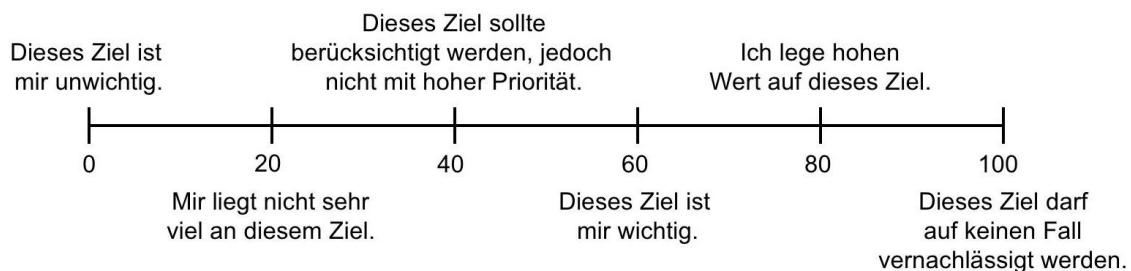 Dieses Ziel ist
mir unwichtig.
Dieses Ziel sollte
berücksichtigt werden, jedoch
nicht mit hoher Priorität.
Ich lege hohen
Wert auf dieses Ziel.
0
20
40
60
80
100
Mir liegt nicht sehr
viel an diesem Ziel.
Dieses Ziel ist
mir wichtig.
Dieses Ziel darf
auf keinen Fall
vernachlässigt werden.